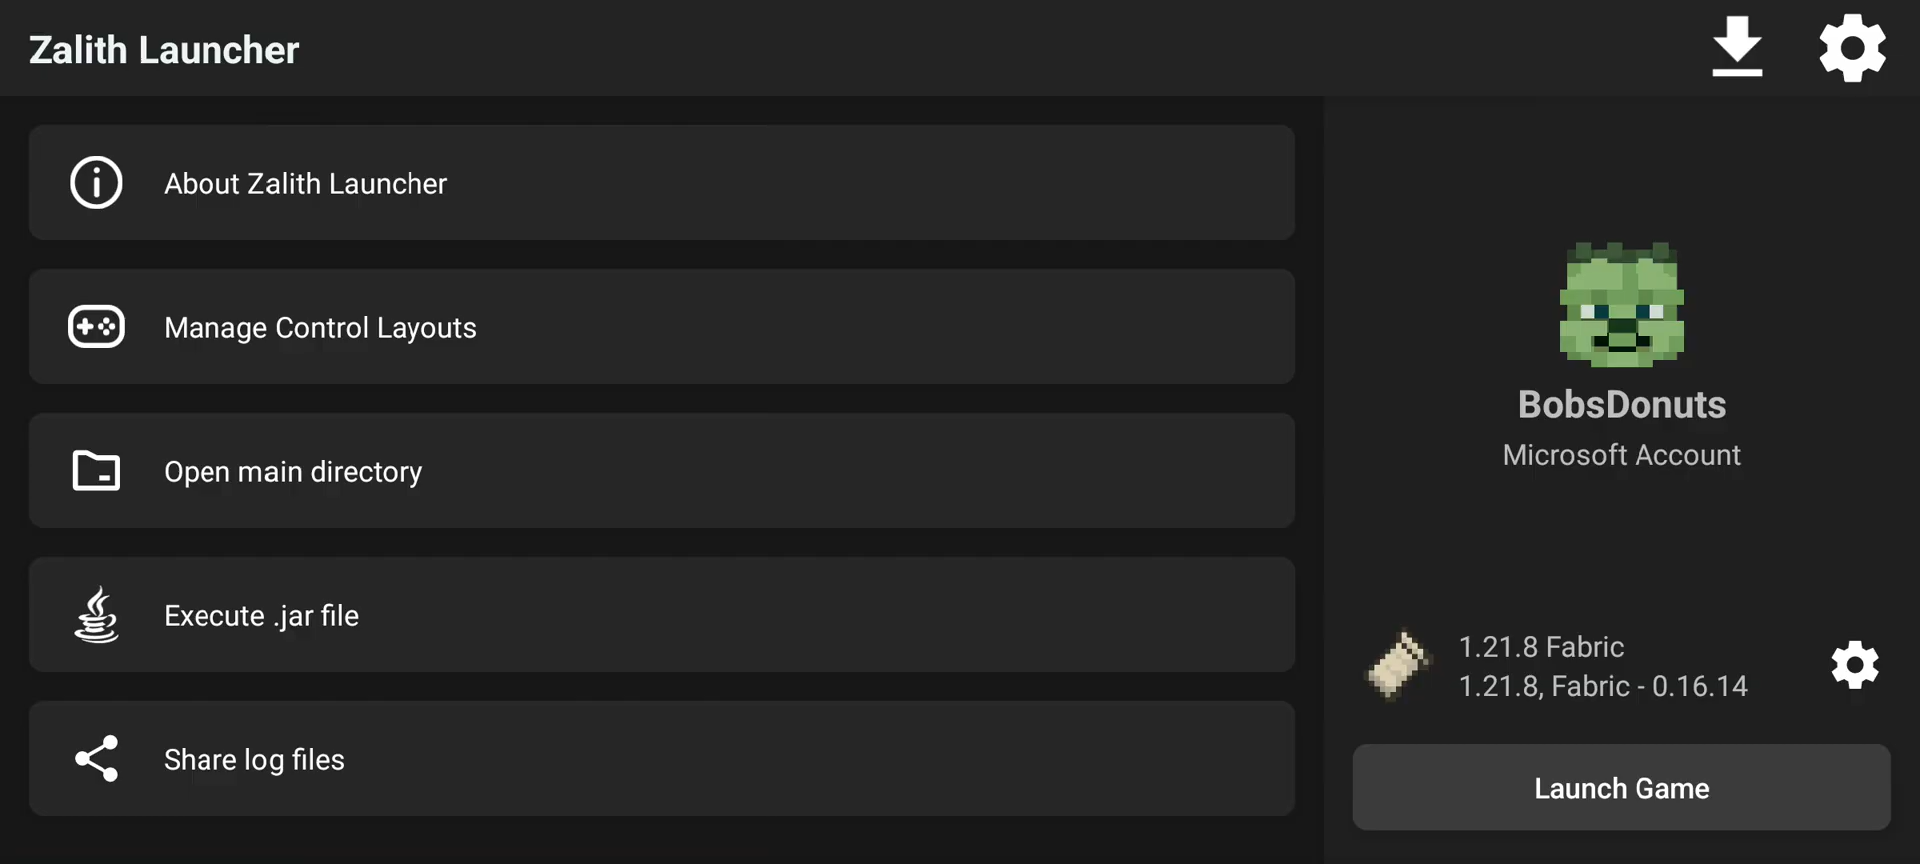 Zalith Launcher
About Zalith Launcher
Manage Control Layouts
Open main directory
Execute .jar file
Share log files
BobsDonuts
Microsoft Account
1.21.8 Fabric
1.21.8, Fabric - 0.16.14
Launch Game